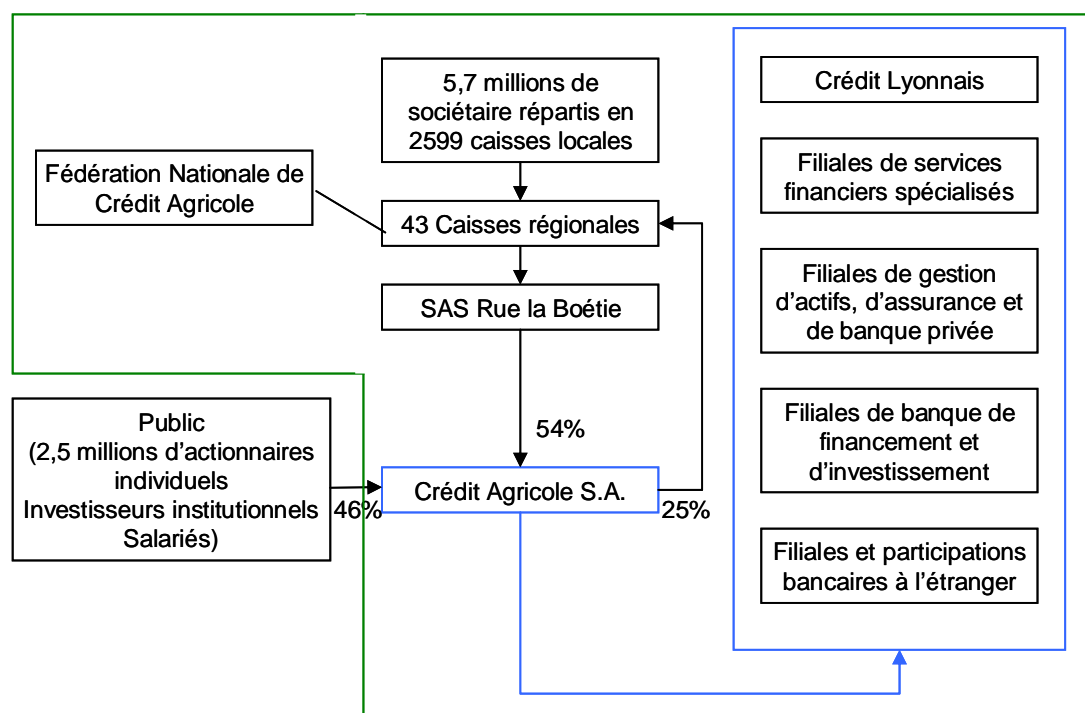 5,7 millions de
sociétaire répartis en
2599 caisses locales
Fédération Nationale de
Crédit Agricole
43 Caisses régionales
SAS Rue la Boétie
54%
Public
(2,5 millions d’actionnaires
individuels
Investisseurs institutionnels
Salariés)
46%
Crédit Agricole S.A.
25%
Crédit Lyonnais
Filiales de services
financiers spécialisés
Filiales de gestion
d’actifs, d’assurance et
de banque privée
Filiales de banque de
financement et
d’investissement
Filiales et participations
bancaires à l’étranger